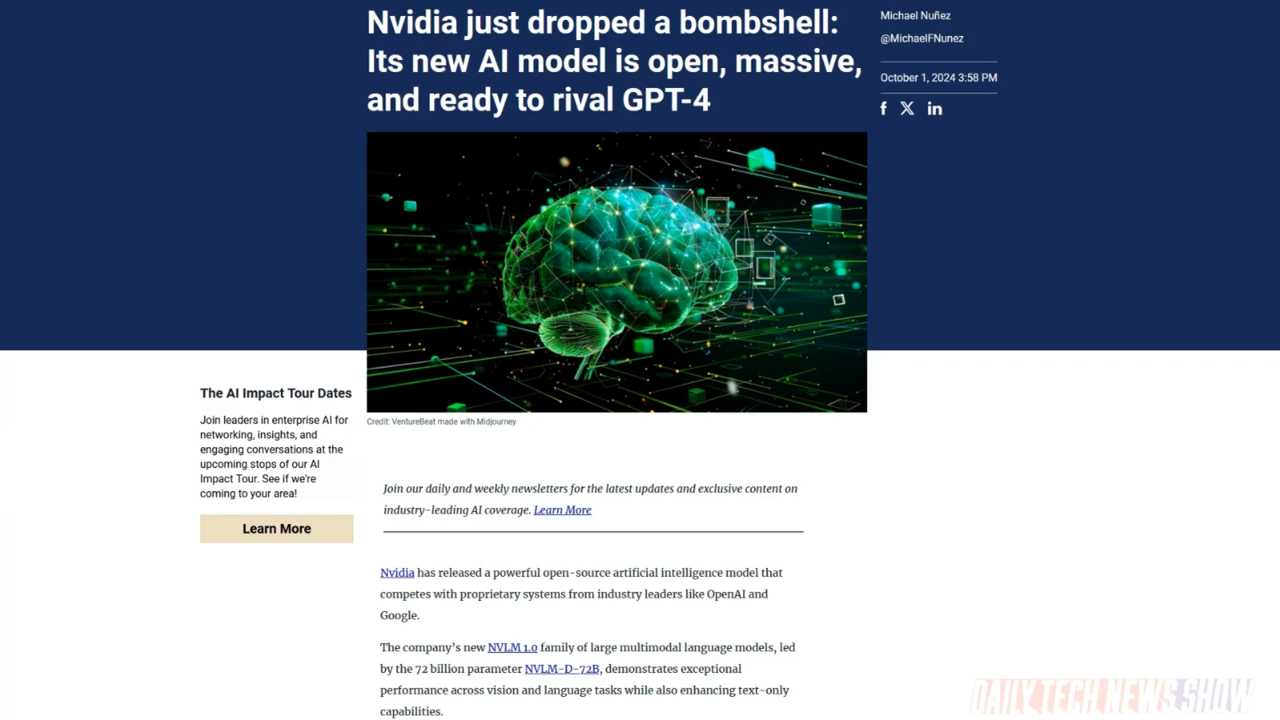 Nvidia just dropped a bombshell:
Its new AI model is open, massive,
and ready to rival GPT-4
Michael Nuñez
@MichaelFNunez
October 1, 2024 3:58 PM
Credit: VentureBeat made with Midjourney
The AI Impact Tour Dates
Join leaders in enterprise AI for
networking, insights, and
engaging conversations at the
upcoming stops of our AI
Impact Tour. See if we're
coming to your area!
Learn More
Join our daily and weekly newsletters for the latest updates and exclusive content on
industry-leading AI coverage. Learn More
Nvidia has released a powerful open-source artificial intelligence model that
competes with proprietary systems from industry leaders like OpenAI and
Google.
The company's new NVLM 1.0 family of large multimodal language models, led
by the 72 billion parameter NVLM-D-72B, demonstrates exceptional
performance across vision and language tasks while also enhancing text-only
capabilities.
DAILY TECH NEWS SHOW